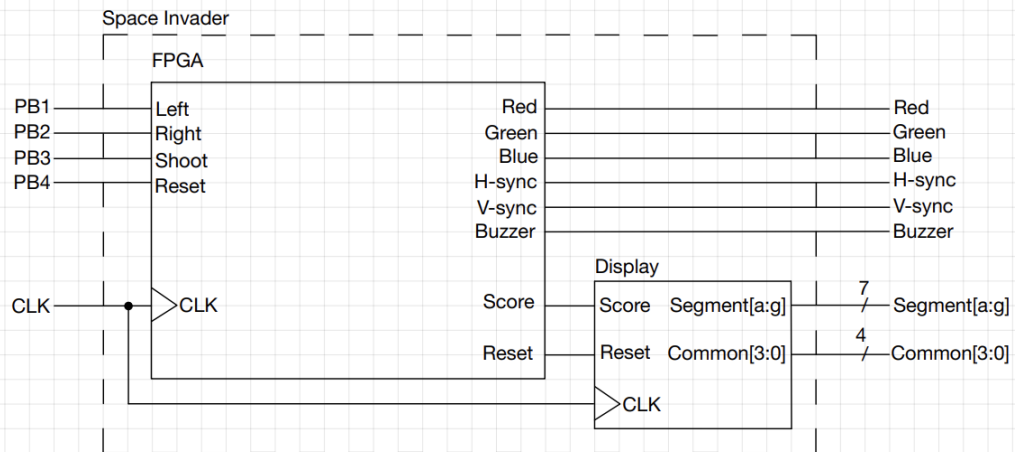 Space Invader
FPGA
PB1 Left Red Red
PB2 Right Green Green
PB3 Shoot Blue Blue
PB4 Reset H-sync H-sync
V-sync V-sync
Buzzer Buzzer
Display
7
CLK CLK Score Score Segment[a:g] Segment[a:g]
4
Reset Reset Common[3:0] Common[3:0]
CLK